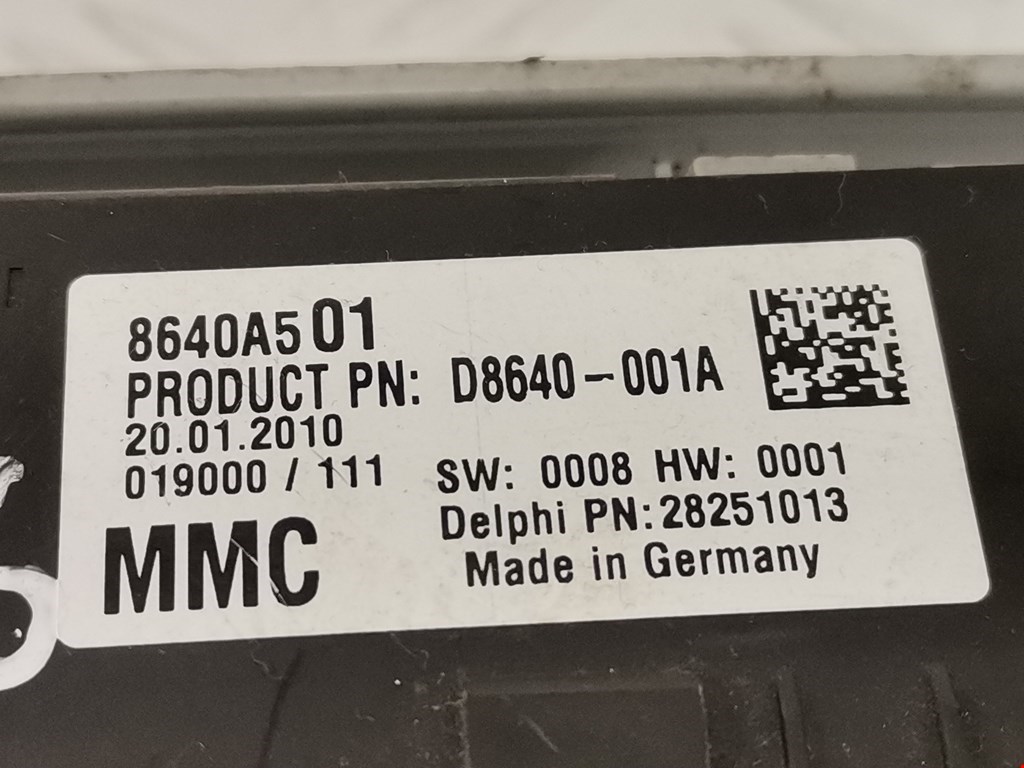 8640A501
PRODUCT PN: D8640-001A
20.01.2010
019000 / 111
SW: 0008 HW: 0001
Delphi PN:28251013
Made in Germany
MMC